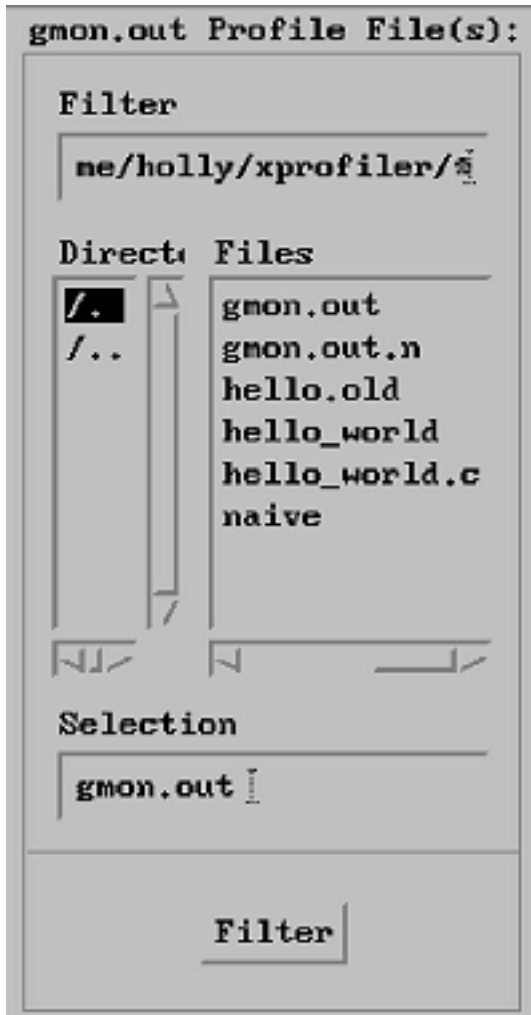 gmon.out Profile File(s):
Filter
me/holly/xprofiler/*
Directo
Files
/.
/..
gmon.out
gmon.out.n
hello.old
hello_world
hello_world.c
naive
Selection
gmon.out
Filter